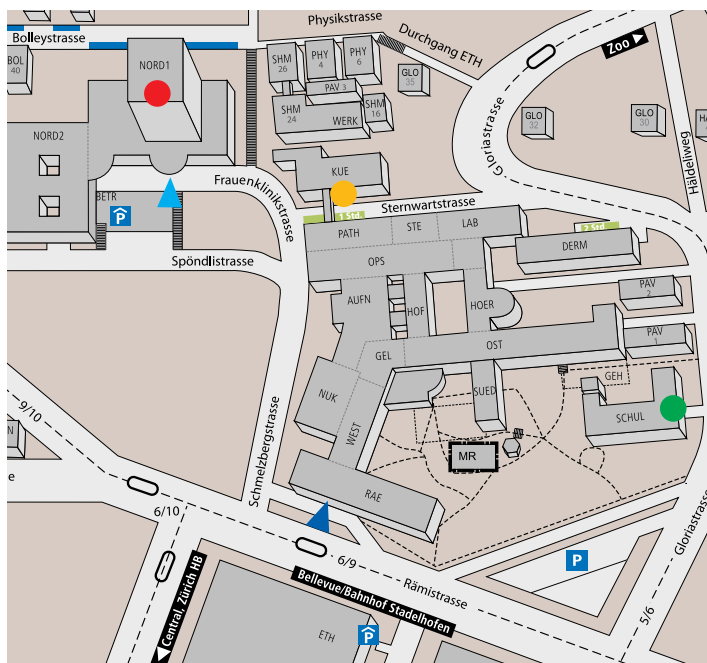 Physikstrasse
Bolleystrasse
Durchgang ETH
Zoo
BOL
40
NORD1
SHM
26
PHY
4
PHY
6
GLO
35
PAV 3
SHM
24
WERK
SHM
16
GLO
32
GLO
30
HA
Häldeliweg
Gloriastrasse
NORD2
KUE
Frauenklinikstrasse
BETR
P
Sternwartstrasse
1 Std.
2 Std.
PATH
STE
LAB
OPS
DERM
Spöndlistrasse
AUFN
HOF
HOER
PAV
2
PAV
1
OST
GEL
GEH
NUK
SUED
SCHUL
WEST
MR
RAE
Schmelzbergstrasse
9/10
N
e
6/10
6/9
Rämistrasse
P
Gloriastrasse
5/6
Bellevue/Bahnhof Stadelhofen
Central, Zürich HB
ETH
P